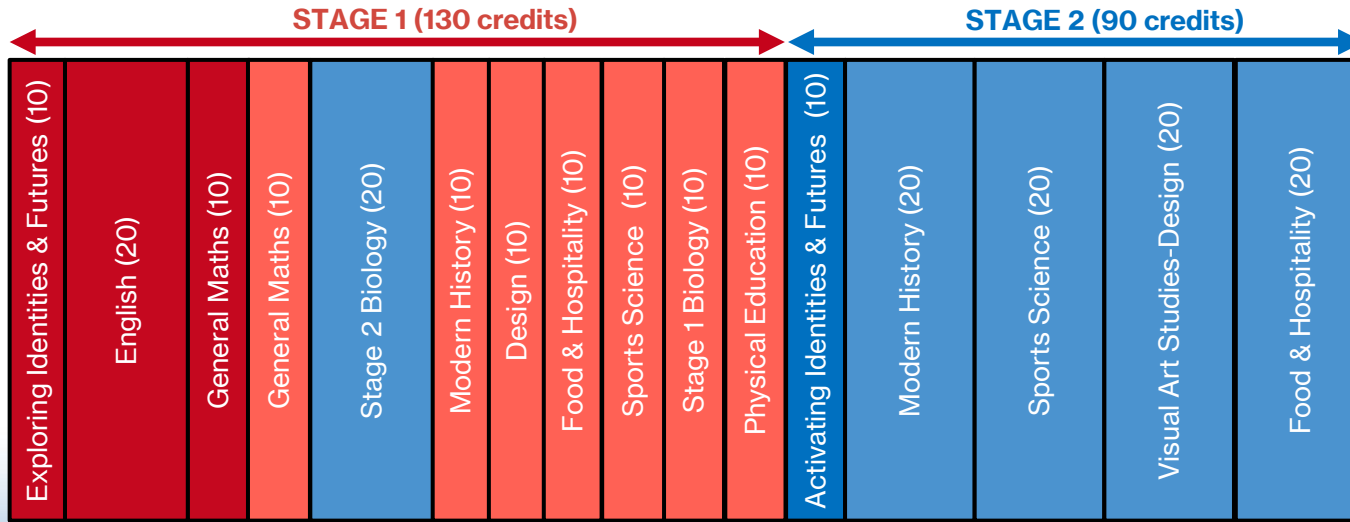 STAGE 1 (130 credits)
STAGE 2 (90 credits)
Exploring Identities & Futures (10)
English (20)
General Maths (10)
General Maths (10)
Stage 2 Biology (20)
Modern History (10)
Design (10)
Food & Hospitality (10)
Sports Science (10)
Stage 1 Biology (10)
Physical Education (10)
Activating Identities & Futures (10)
Modern History (20)
Sports Science (20)
Visual Art Studies-Design (20)
Food & Hospitality (20)